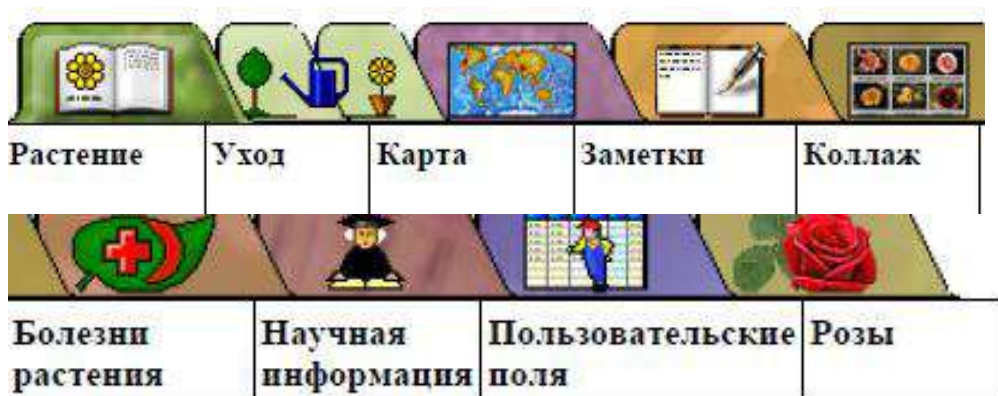 Растение Уход Карта Заметки Коллаж
Болезни Научная Пользовательские Розы
растения информация поля